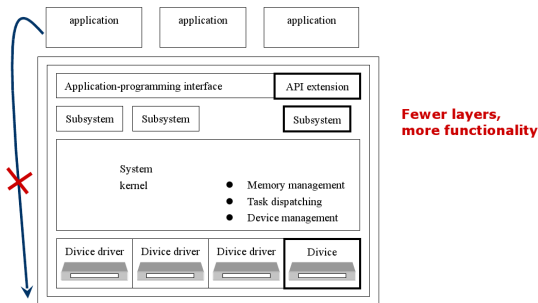 application
application
application
Application-programming interface
API extension
Subsystem
Subsystem
Subsystem
Fewer layers,
more functionality
System
kernel
Memory management
Task dispatching
Device management
Divice driver
Divice driver
Divice driver
Divice